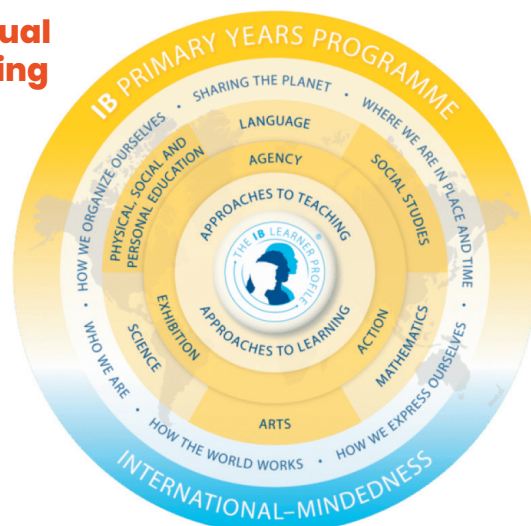 ual
ing
IB PRIMARY YEARS PROGRAMME
SHARING THE PLANET • WHERE WE ARE IN PLACE AND TIME • HOW WE EXPRESS OURSELVES • HOW THE WORLD WORKS • WHO WE ARE • HOW WE ORGANIZE OURSELVES •
LANGUAGE
SOCIAL STUDIES
MATHEMATICS
ARTS
SCIENCE
PHYSICAL, SOCIAL AND
PERSONAL EDUCATION
AGENCY
ACTION
EXHIBITION
APPROACHES TO TEACHING
THE IB LEARNER PROFILE ®
APPROACHES TO LEARNING
INTERNATIONAL–MINDEDNESS